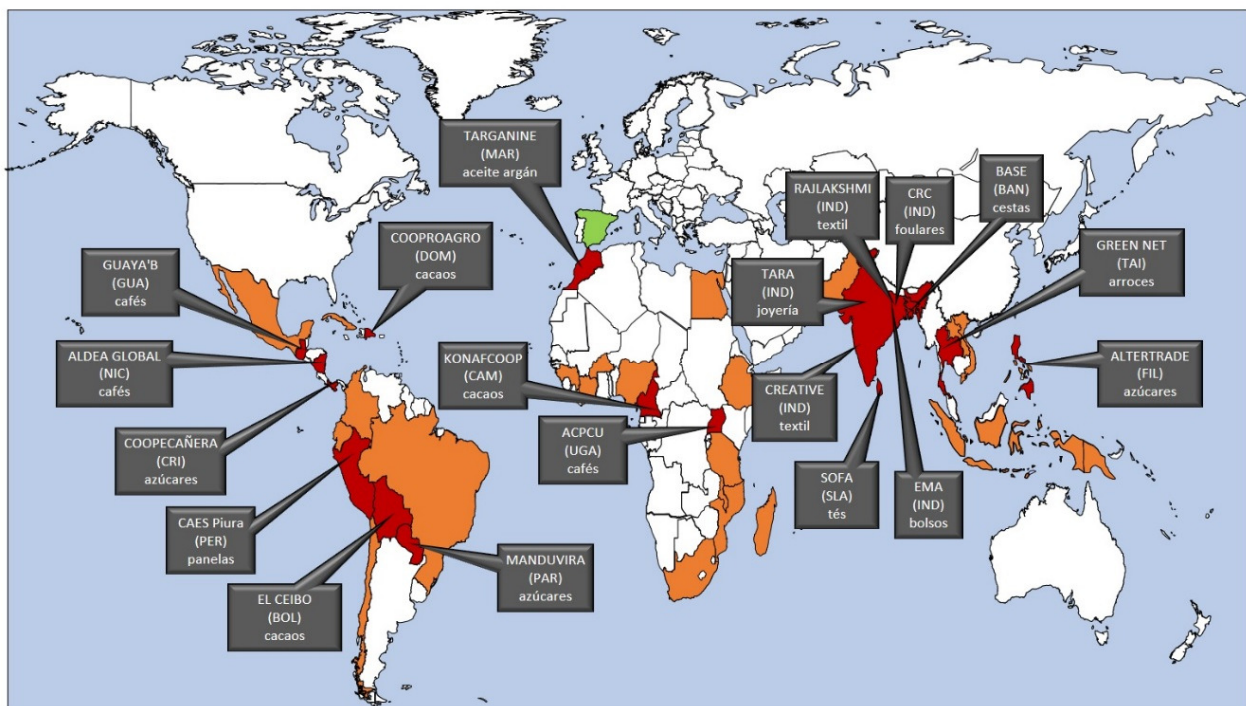 TARGANINE
(MAR)
aceite argán
RAJLAKSHMI
(IND)
textil
CRC
(IND)
foulares
BASE
(BAN)
cestas
COOPROAGRO
(DOM)
cacaos
GUAYA'B
(GUA)
cafés
TARA
(IND)
joyería
GREEN NET
(TAI)
arroces
ALDEA GLOBAL
(NIC)
cafés
KONAFCOOP
(CAM)
cacaos
CREATIVE
(IND)
textil
ALTERTRADE
(FIL)
azúcares
COOPECAÑERA
(CRI)
azúcares
ACPCU
(UGA)
cafés
SOFA
(SLA)
tés
EMA
(IND)
bolsos
CAES Piura
(PER)
panelas
MANDUVIRA
(PAR)
azúcares
EL CEIBO
(BOL)
cacaos